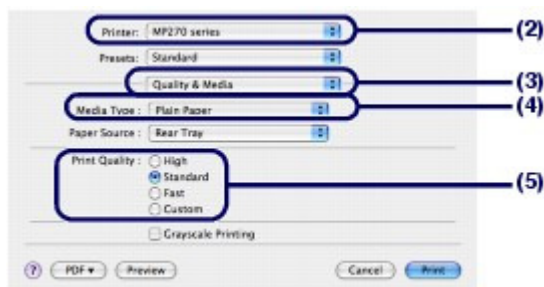 Printer: MP270 series (2)
Presets: Standard
Quality & Media (3)
Media Type: Plain Paper (4)
Paper Source: Rear Tray
Print Quality: High
Standard (5)
Fast
Custom
Grayscale Printing
? PDF Preview Cancel Print